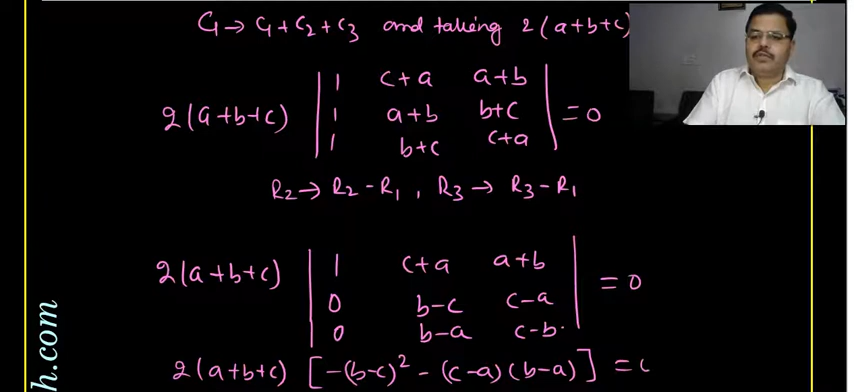 C₁ → C₁ + C₂ + C₃ and taking 2(a+b+c)
2(a+b+c) | 1 c+a a+b |
| 1 a+b b+c | = 0
| 1 b+c c+a |
R₂ → R₂ - R₁ , R₃ → R₃ - R₁
2(a+b+c) | 1 c+a a+b | = 0
| 0 b-c c-a |
| 0 b-a c-b |
2(a+b+c) [-(b-c)² - (c-a)(b-a)] =
h.com